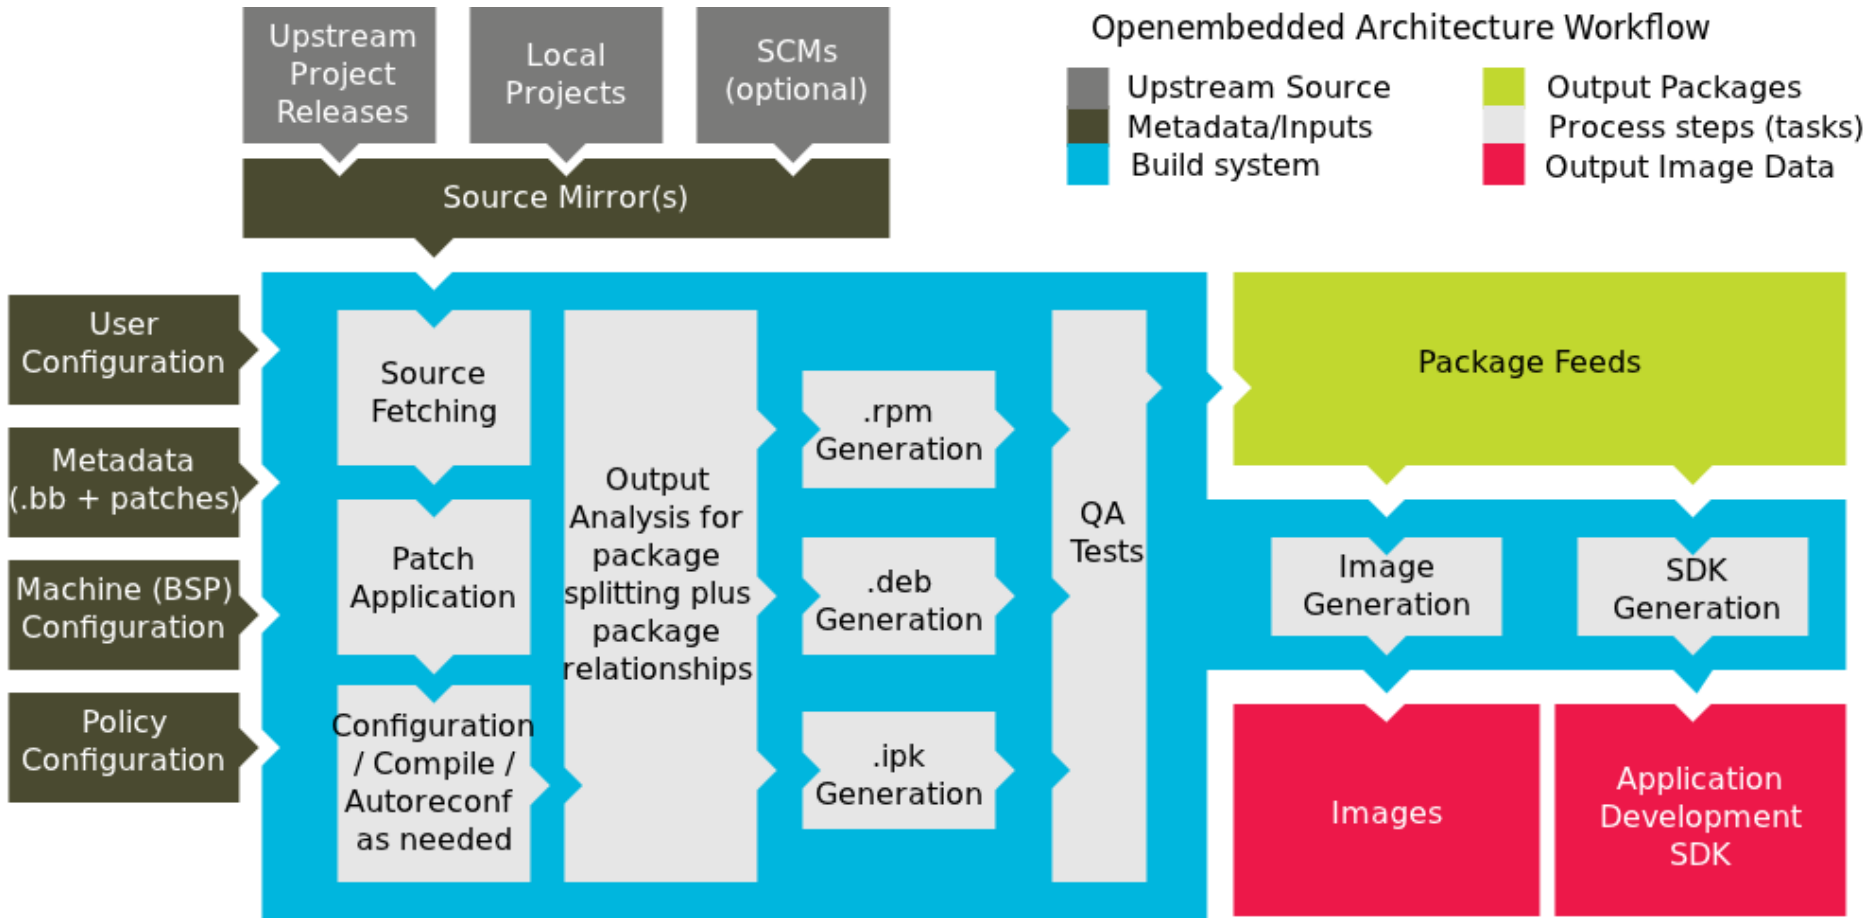 Upstream
Project
Releases
Local
Projects
SCMs
(optional)
Openembedded Architecture Workflow
Upstream Source
Metadata/Inputs
Build system
Output Packages
Process steps (tasks)
Output Image Data
Source Mirror(s)
User
Configuration
Metadata
(.bb + patches)
Machine (BSP)
Configuration
Policy
Configuration
Source
Fetching
Patch
Application
Configuration
/ Compile /
Autoreconf
as needed
Output
Analysis for
package
splitting plus
package
relationships
.rpm
Generation
.deb
Generation
.ipk
Generation
QA
Tests
Package Feeds
Image
Generation
SDK
Generation
Images
Application
Development
SDK